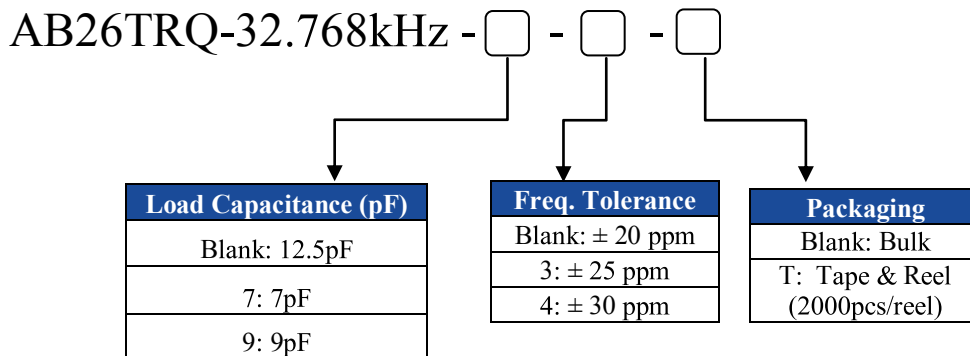 AB26TRQ-32.768kHz - - -
Load Capacitance (pF)
Blank: 12.5pF
7: 7pF
9: 9pF
Freq. Tolerance
Blank: ± 20 ppm
3: ± 25 ppm
4: ± 30 ppm
Packaging
Blank: Bulk
T: Tape & Reel
(2000pcs/reel)